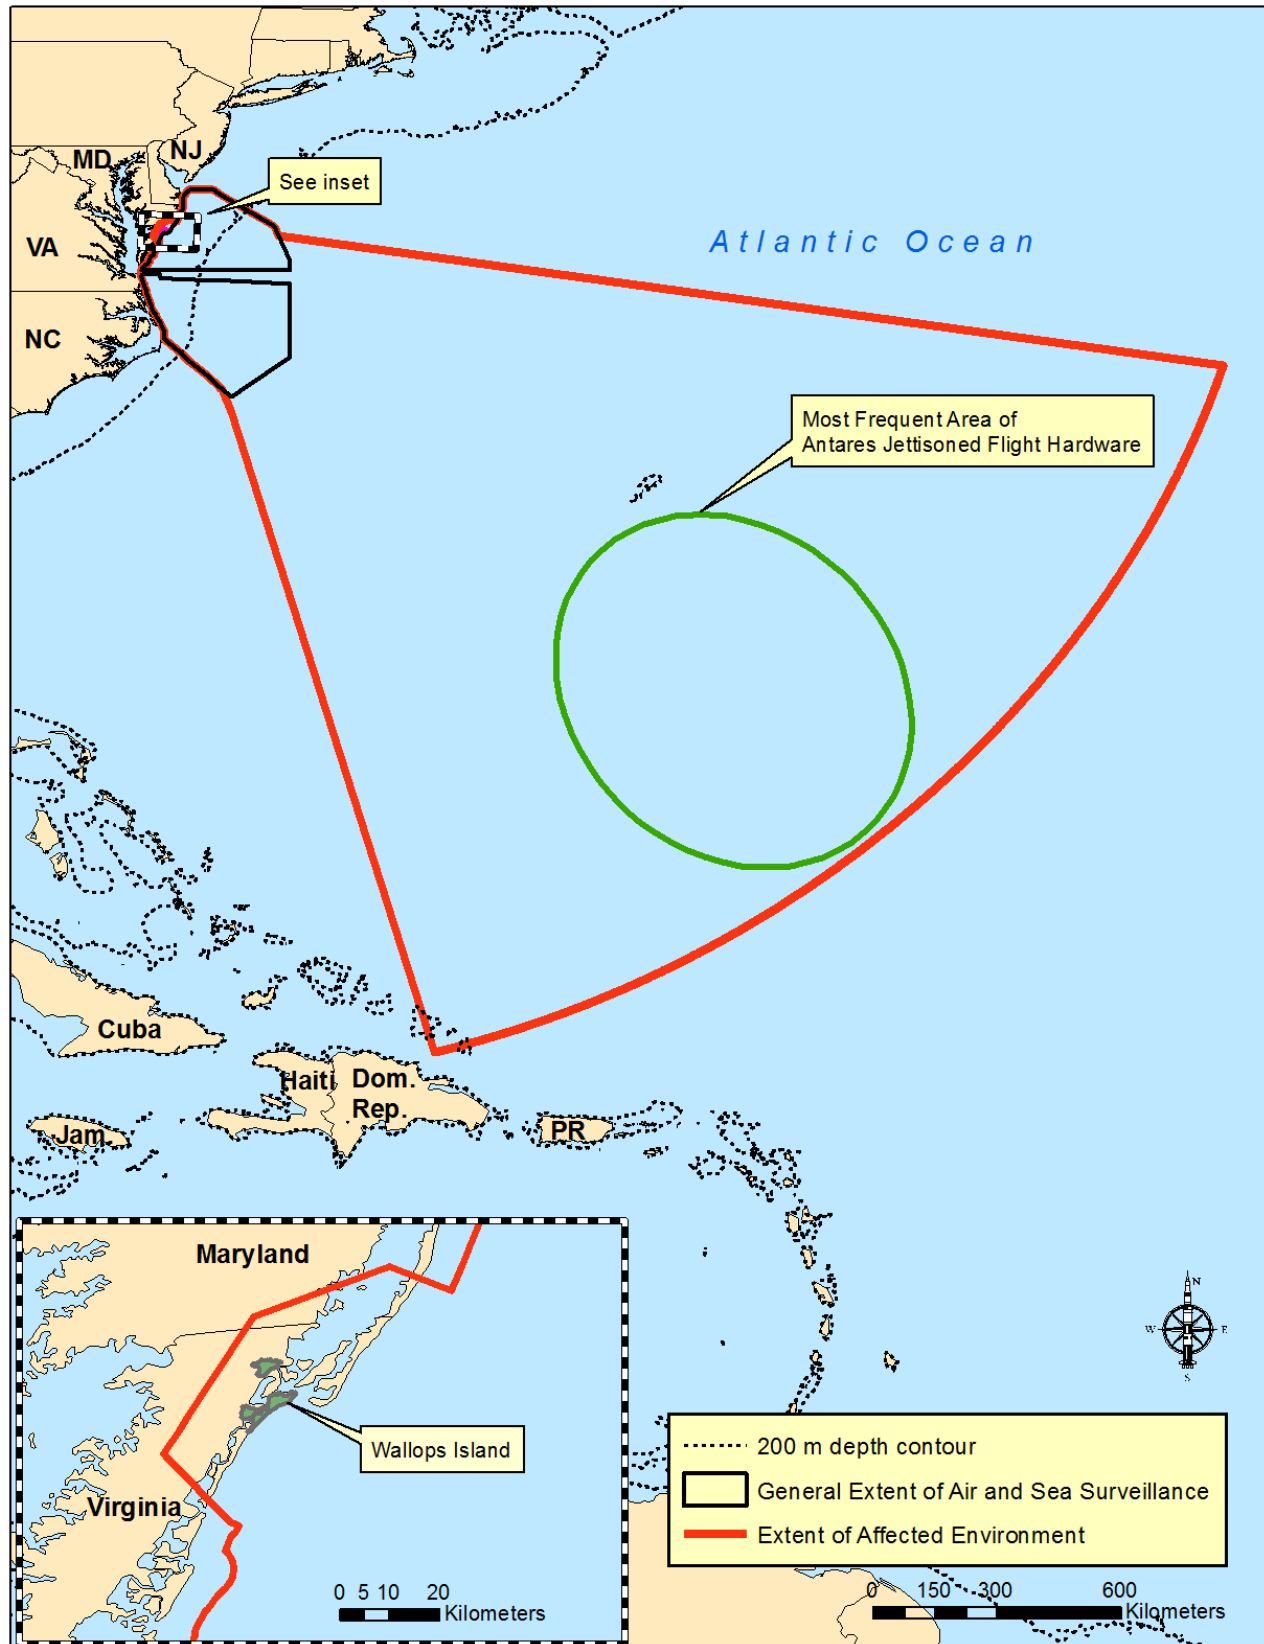 NJ
MD
See inset
VA
Atlantic Ocean
NC
Most Frequent Area of
Antares Jettisoned Flight Hardware
Cuba
Haiti
Dom.
Rep.
Jam.
PR
Maryland
Wallops Island
Virginia
0 5 10 20
Kilometers
N
W E
S
200 m depth contour
General Extent of Air and Sea Surveillance
Extent of Affected Environment
0 150 300 600
Kilometers